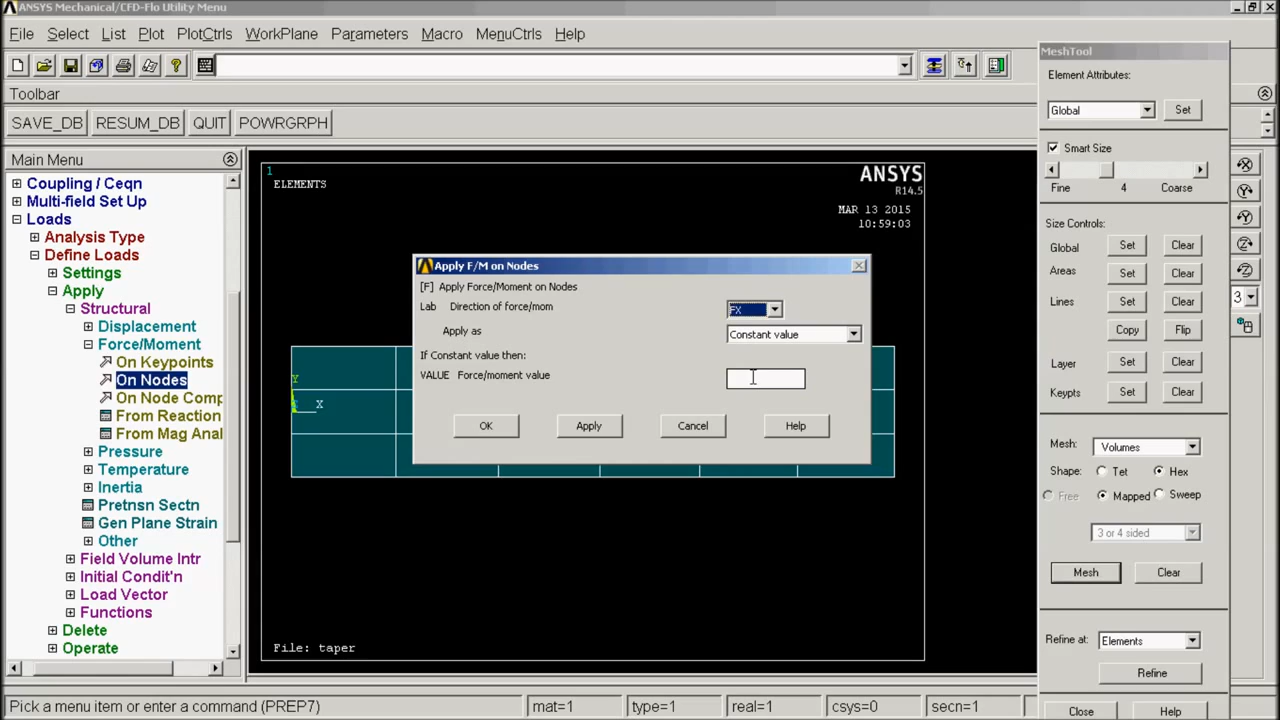 ANSYS Mechanical/CFD-Flo Utility Menu
File Select List Plot PlotCtrls WorkPlane Parameters Macro MenuCtrls Help
Toolbar
SAVE_DB RESUM_DB QUIT POWRGRPH
Main Menu
Coupling / Ceqn
Multi-field Set Up
Loads
Analysis Type
Define Loads
Settings
Apply
Structural
Displacement
Force/Moment
On Keypoints
On Nodes
On Node Comp
From Reaction
From Mag Anal
Pressure
Temperature
Inertia
Pretnsn Sectn
Gen Plane Strain
Other
Field Volume Intr
Initial Condit'n
Load Vector
Functions
Delete
Operate
1
ELEMENTS
ANSYS
R14.5
MAR 13 2015
10:59:03
Y
X
File: taper
Apply F/M on Nodes
[F] Apply Force/Moment on Nodes
Lab Direction of force/mom FX
Apply as Constant value
If Constant value then:
VALUE Force/moment value
OK Apply Cancel Help
MeshTool
Element Attributes:
Global Set
Smart Size
Fine 4 Coarse
Size Controls:
Global Set Clear
Areas Set Clear
Lines Set Clear
Copy Flip
Layer Set Clear
Keypts Set Clear
Mesh: Volumes
Shape: Tet Hex
Free Mapped Sweep
3 or 4 sided
Mesh Clear
Refine at: Elements
Refine
Close Help
3
Pick a menu item or enter a command (PREP7) mat=1 type=1 real=1 csys=0 secn=1